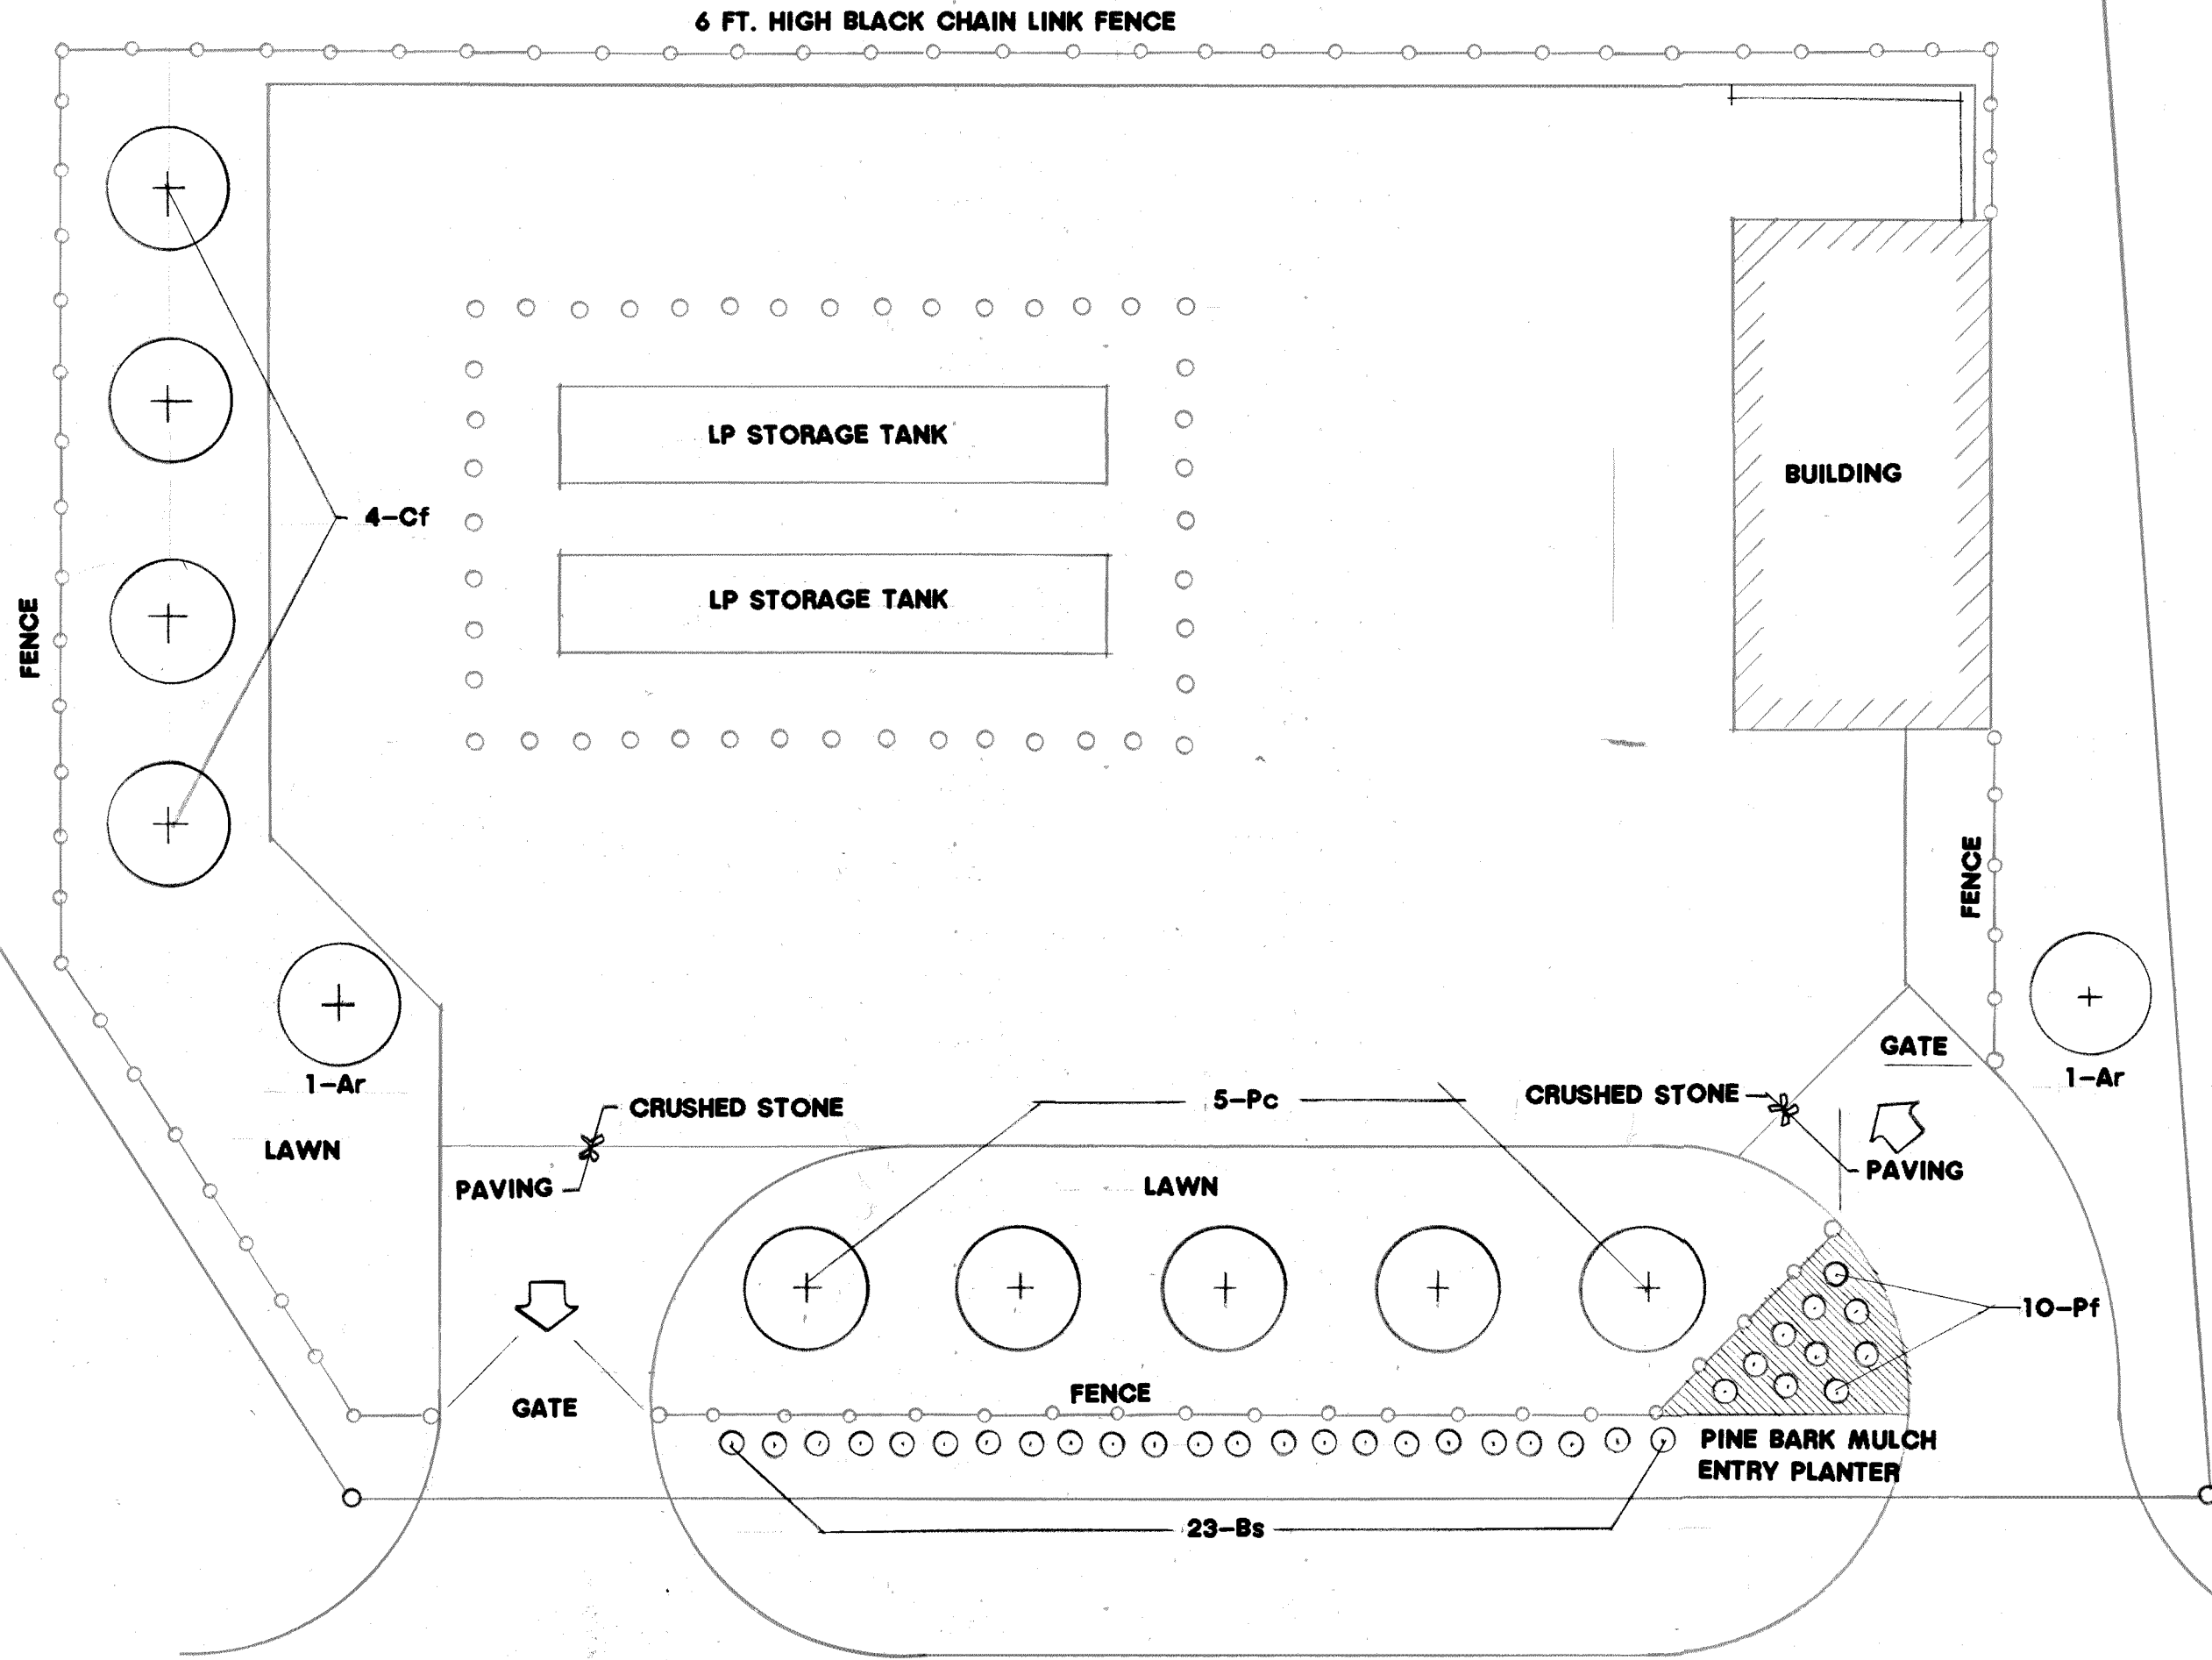 6 FT. HIGH BLACK CHAIN LINK FENCE
LP STORAGE TANK
BUILDING
4-Cf
LP STORAGE TANK
FENCE
FENCE
GATE
1-Ar
1-Ar
CRUSHED STONE
5-Pc
CRUSHED STONE
LAWN
PAVING
LAWN
PAVING
10-Pf
FENCE
GATE
PINE BARK MULCH
ENTRY PLANTER
23-Bs